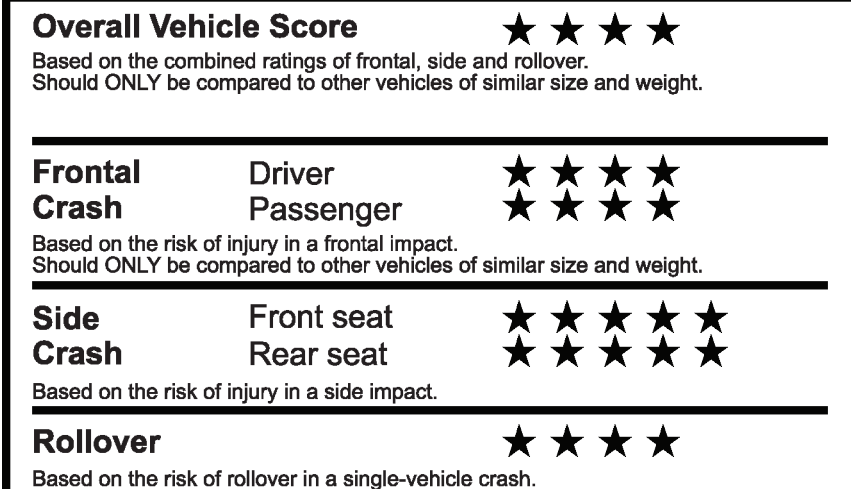 Overall Vehicle Score ★ ★ ★ ★
Based on the combined ratings of frontal, side and rollover.
Should ONLY be compared to other vehicles of similar size and weight.
Frontal Driver ★ ★ ★ ★
Crash Passenger ★ ★ ★ ★
Based on the risk of injury in a frontal impact.
Should ONLY be compared to other vehicles of similar size and weight.
Side Front seat ★ ★ ★ ★ ★
Crash Rear seat ★ ★ ★ ★ ★
Based on the risk of injury in a side impact.
Rollover ★ ★ ★ ★
Based on the risk of rollover in a single-vehicle crash.